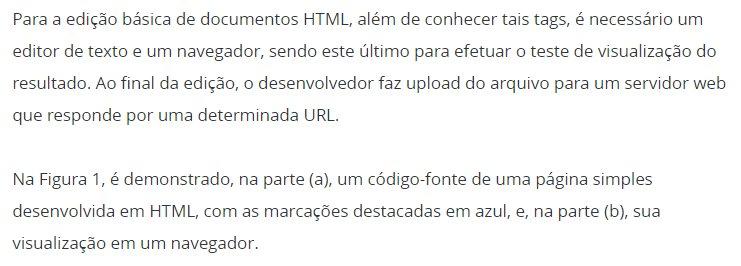 Para a edição básica de documentos HTML, além de conhecer tais tags, é necessário um
editor de texto e um navegador, sendo este último para efetuar o teste de visualização do
resultado. Ao final da edição, o desenvolvedor faz upload do arquivo para um servidor web
que responde por uma determinada URL.
Na Figura 1, é demonstrado, na parte (a), um código-fonte de uma página simples
desenvolvida em HTML, com as marcações destacadas em azul, e, na parte (b), sua
visualização em um navegador.